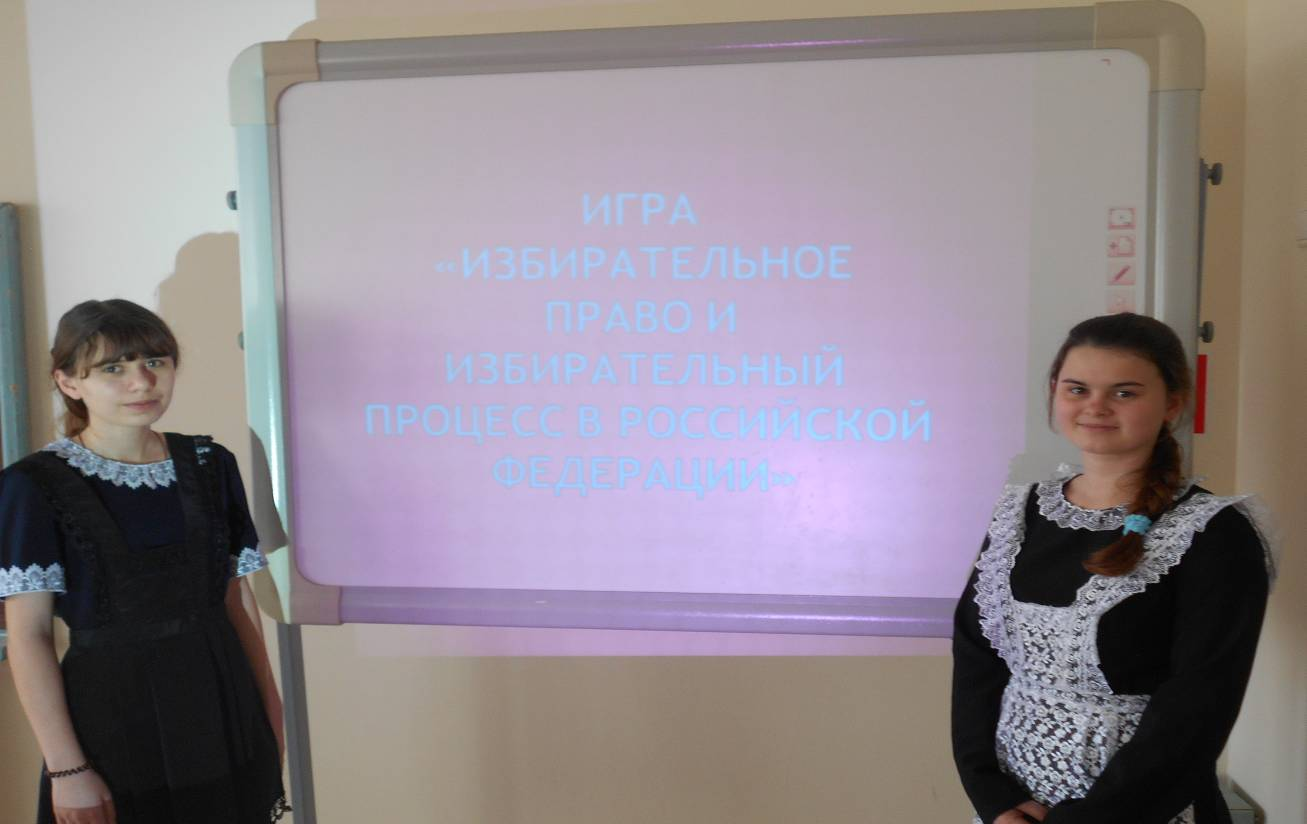 ИГРА
«ИЗБИРАТЕЛЬНОЕ
ПРАВО И
ИЗБИРАТЕЛЬНЫЙ
ПРОЦЕСС В РОССИЙСКОЙ
ФЕДЕРАЦИИ»